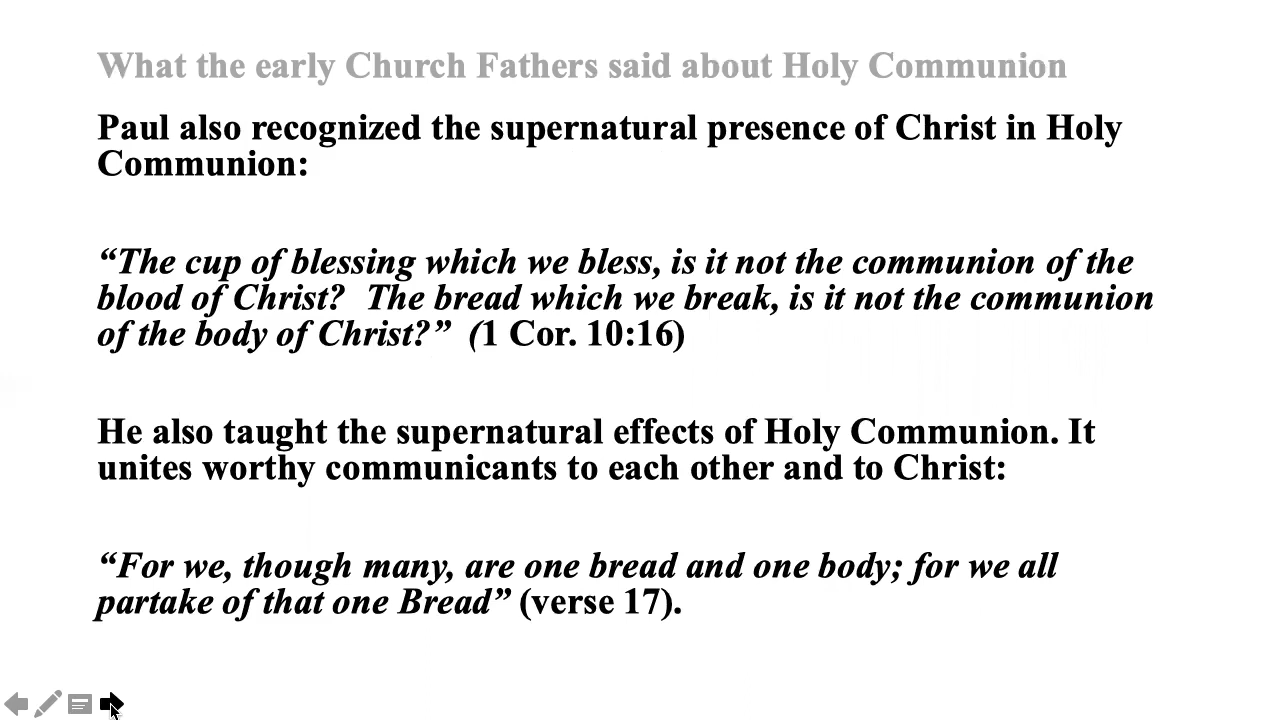 What the early Church Fathers said about Holy Communion
Paul also recognized the supernatural presence of Christ in Holy
Communion:
“The cup of blessing which we bless, is it not the communion of the
blood of Christ?  The bread which we break, is it not the communion
of the body of Christ?”  (1 Cor. 10:16)
He also taught the supernatural effects of Holy Communion. It
unites worthy communicants to each other and to Christ:
“For we, though many, are one bread and one body; for we all
partake of that one Bread” (verse 17).